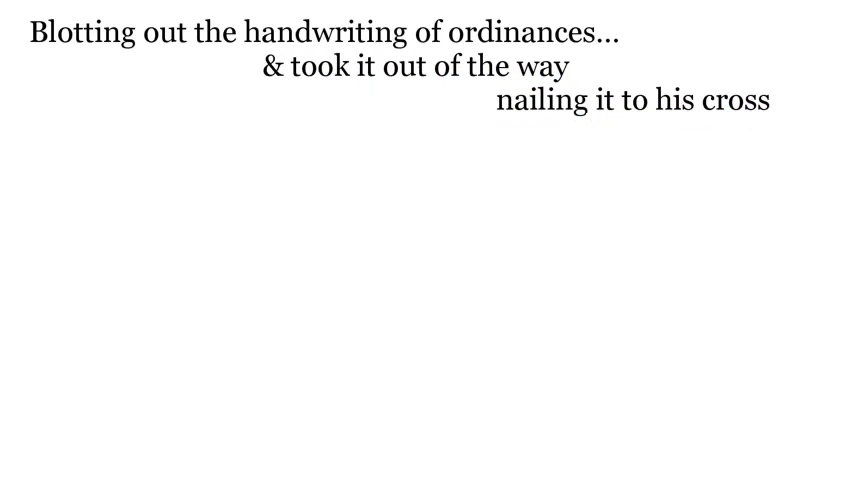 Blotting out the handwriting of ordinances...
& took it out of the way
nailing it to his cross